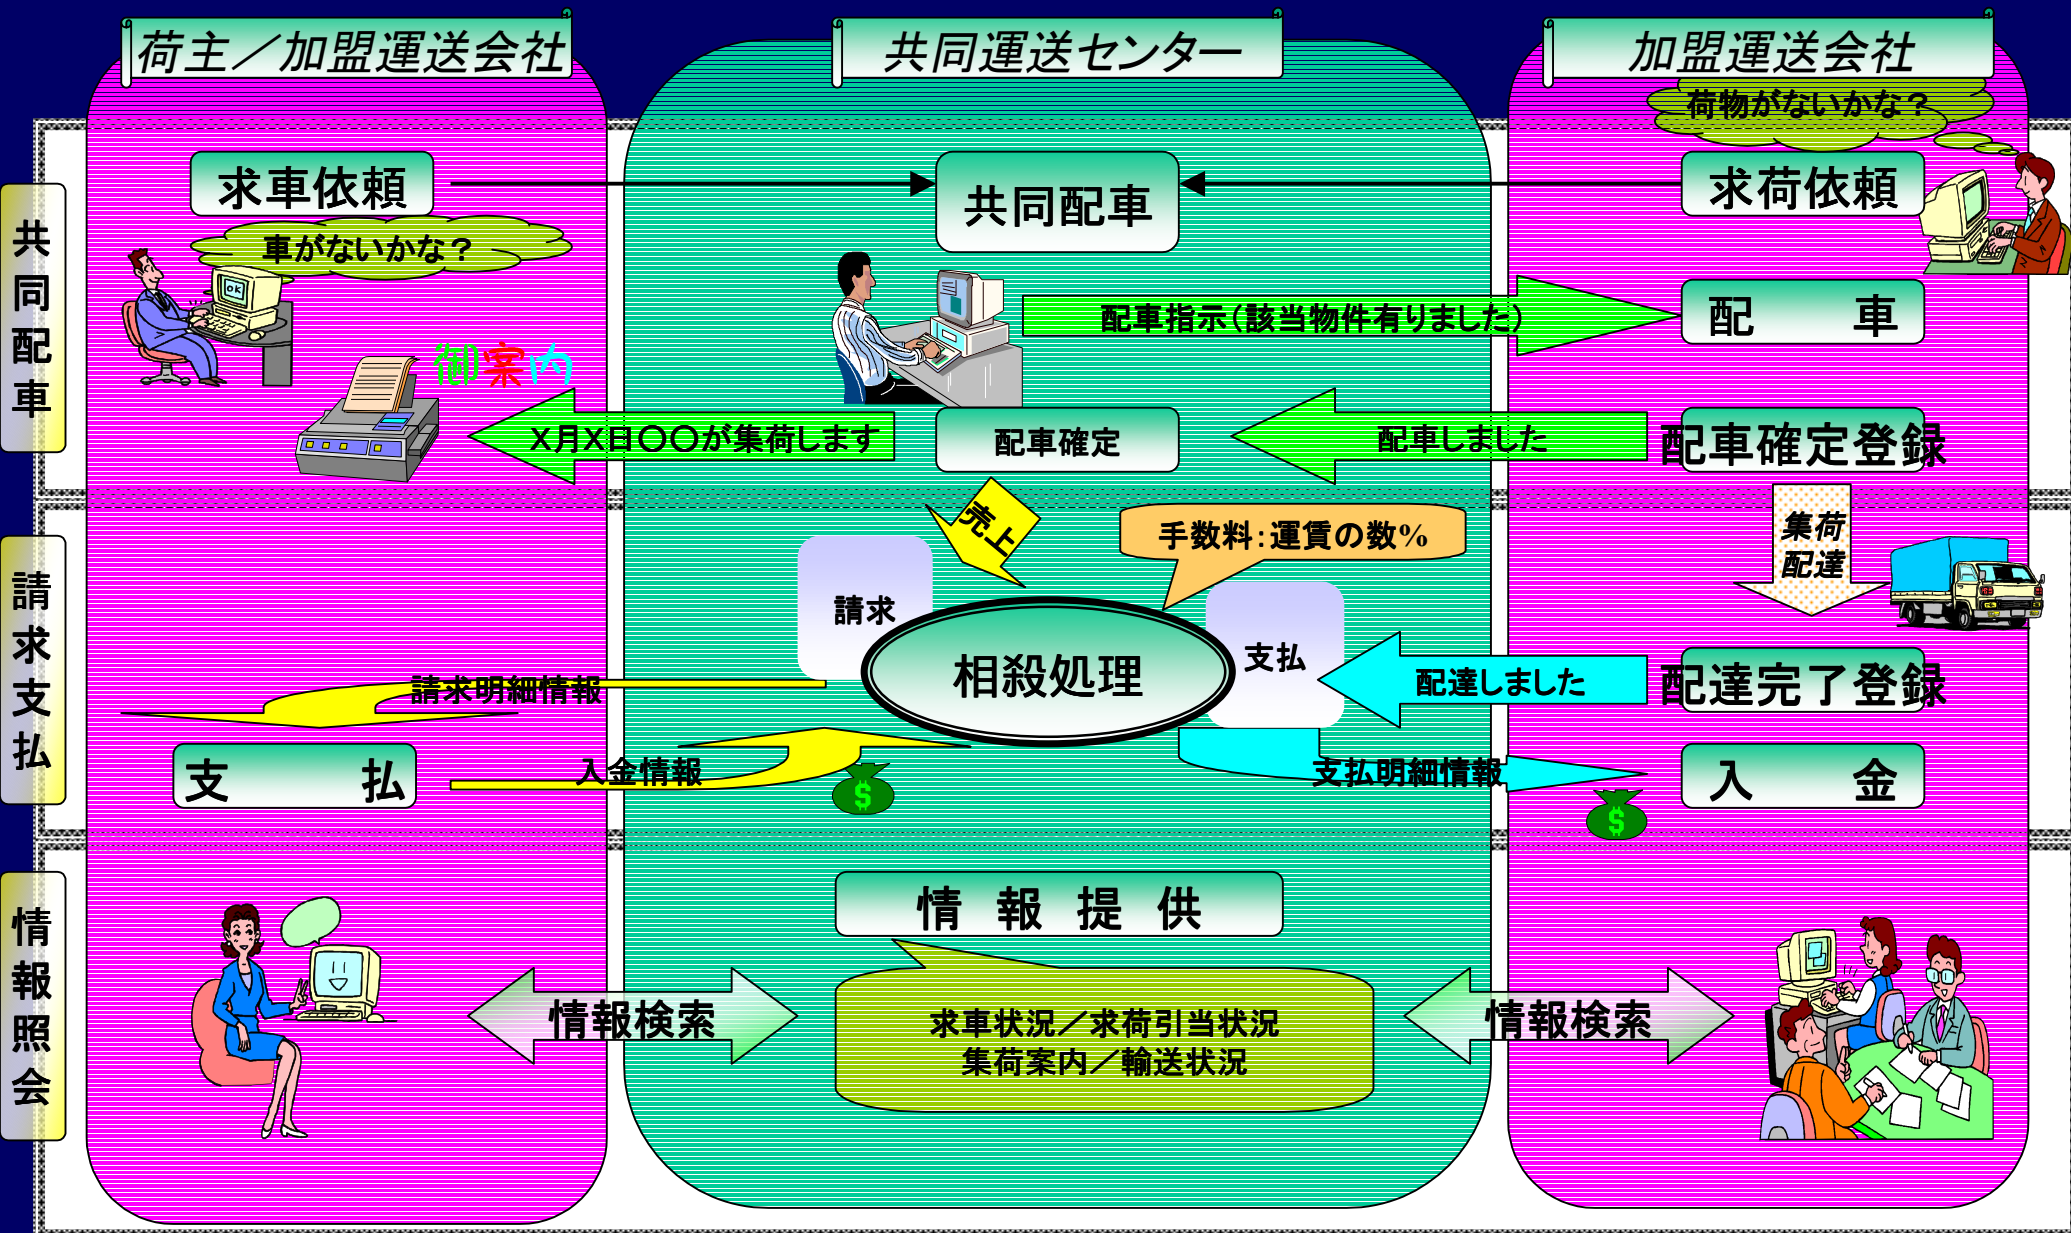 荷主／加盟運送会社
共同運送センター
加盟運送会社
荷物がないかな？
共同配車
求車依頼
共同配車
求荷依頼
車がないかな？
OK
配車指示（該当物件有りました）
配　車
御案内
X月X日〇〇が集荷します
配車確定
配車しました
配車確定登録
請求支払
売上
手数料：運賃の数%
集荷
配達
請求
相殺処理
支払
配達しました
配達完了登録
請求明細情報
支　払
入金情報
$
支払明細情報
入　金
$
情報照会
情 報 提 供
情報検索
求車状況／求荷引当状況
集荷案内／輸送状況
情報検索